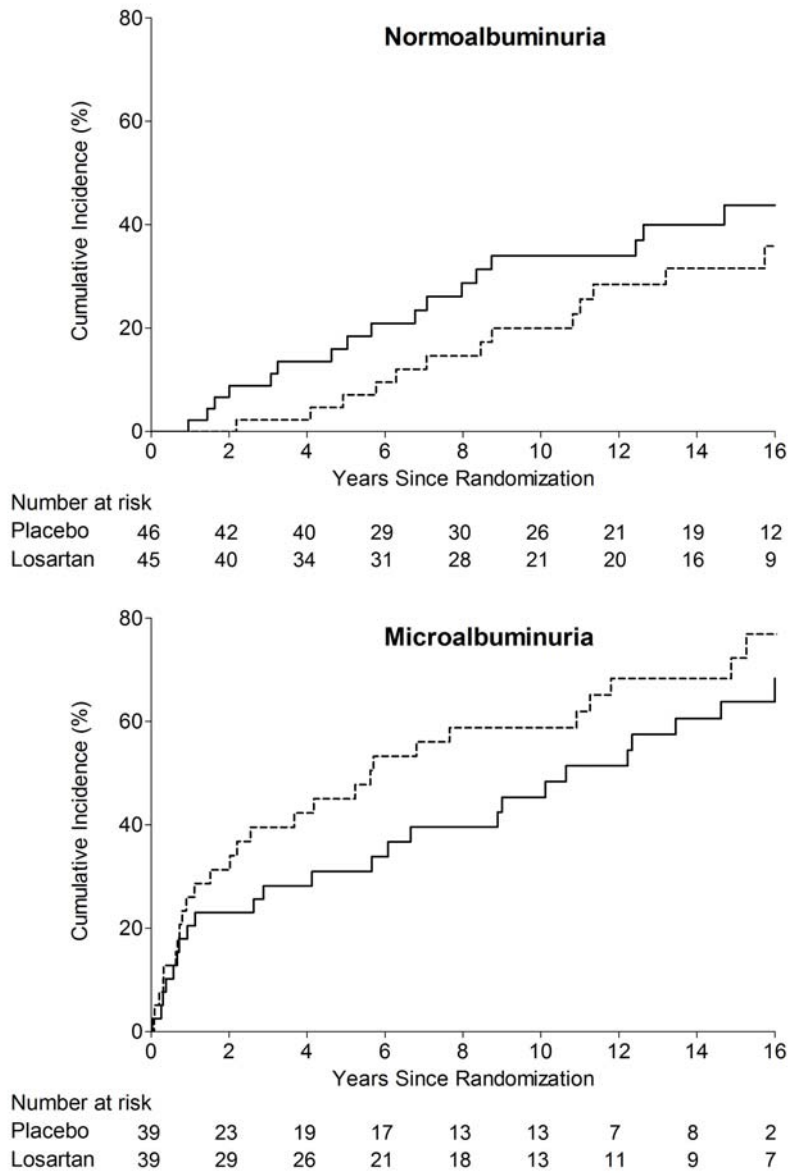 Normoalbuminuria
Cumulative Incidence (%)
80
60
40
20
0
0 2 4 6 8 10 12 14 16
Years Since Randomization
Number at risk
Placebo 46 42 40 29 30 26 21 19 12
Losartan 45 40 34 31 28 21 20 16 9
Microalbuminuria
Cumulative Incidence (%)
80
60
40
20
0
0 2 4 6 8 10 12 14 16
Years Since Randomization
Number at risk
Placebo 39 23 19 17 13 13 7 8 2
Losartan 39 29 26 21 18 13 11 9 7